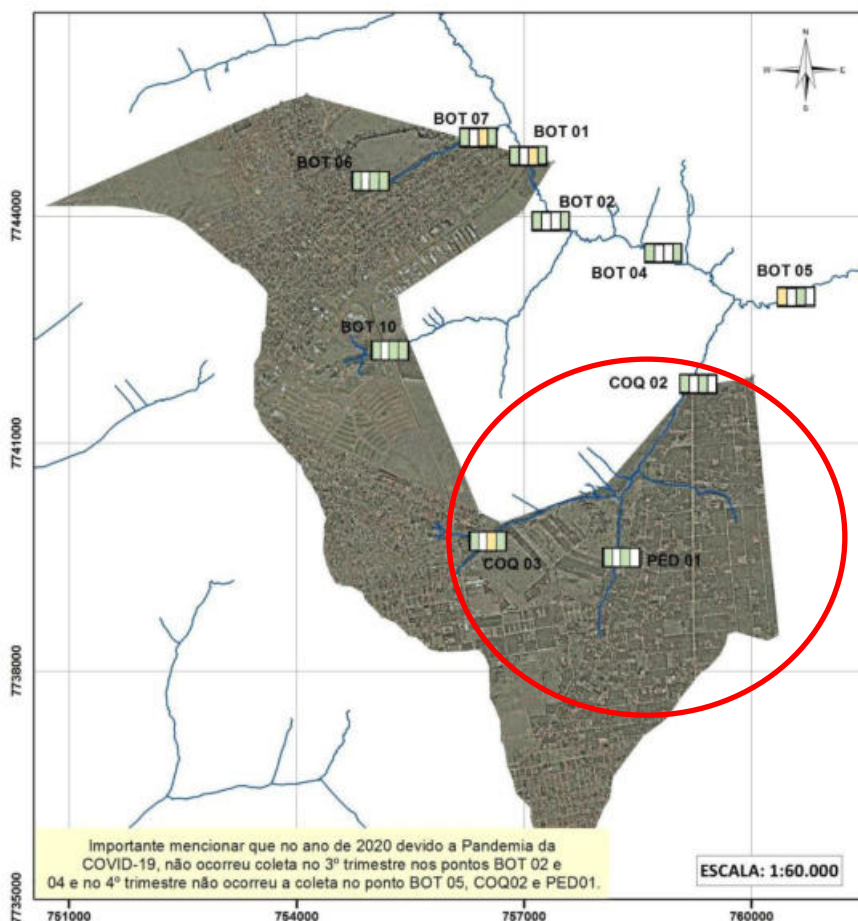 N
W E
S
BOT 07
BOT 01
BOT 06
BOT 02
BOT 04
BOT 05
BOT 10
COQ 02
COQ 03
PED 01
7744000
7741000
7738000
7735000
Importante mencionar que no ano de 2020 devido a Pandemia da
COVID-19, não ocorreu coleta no 3º trimestre nos pontos BOT 02 e
04 e no 4º trimestre não ocorreu a coleta no ponto BOT 05, COQ02 e PED01.
ESCALA: 1:60.000
751000 754000 757000 760000